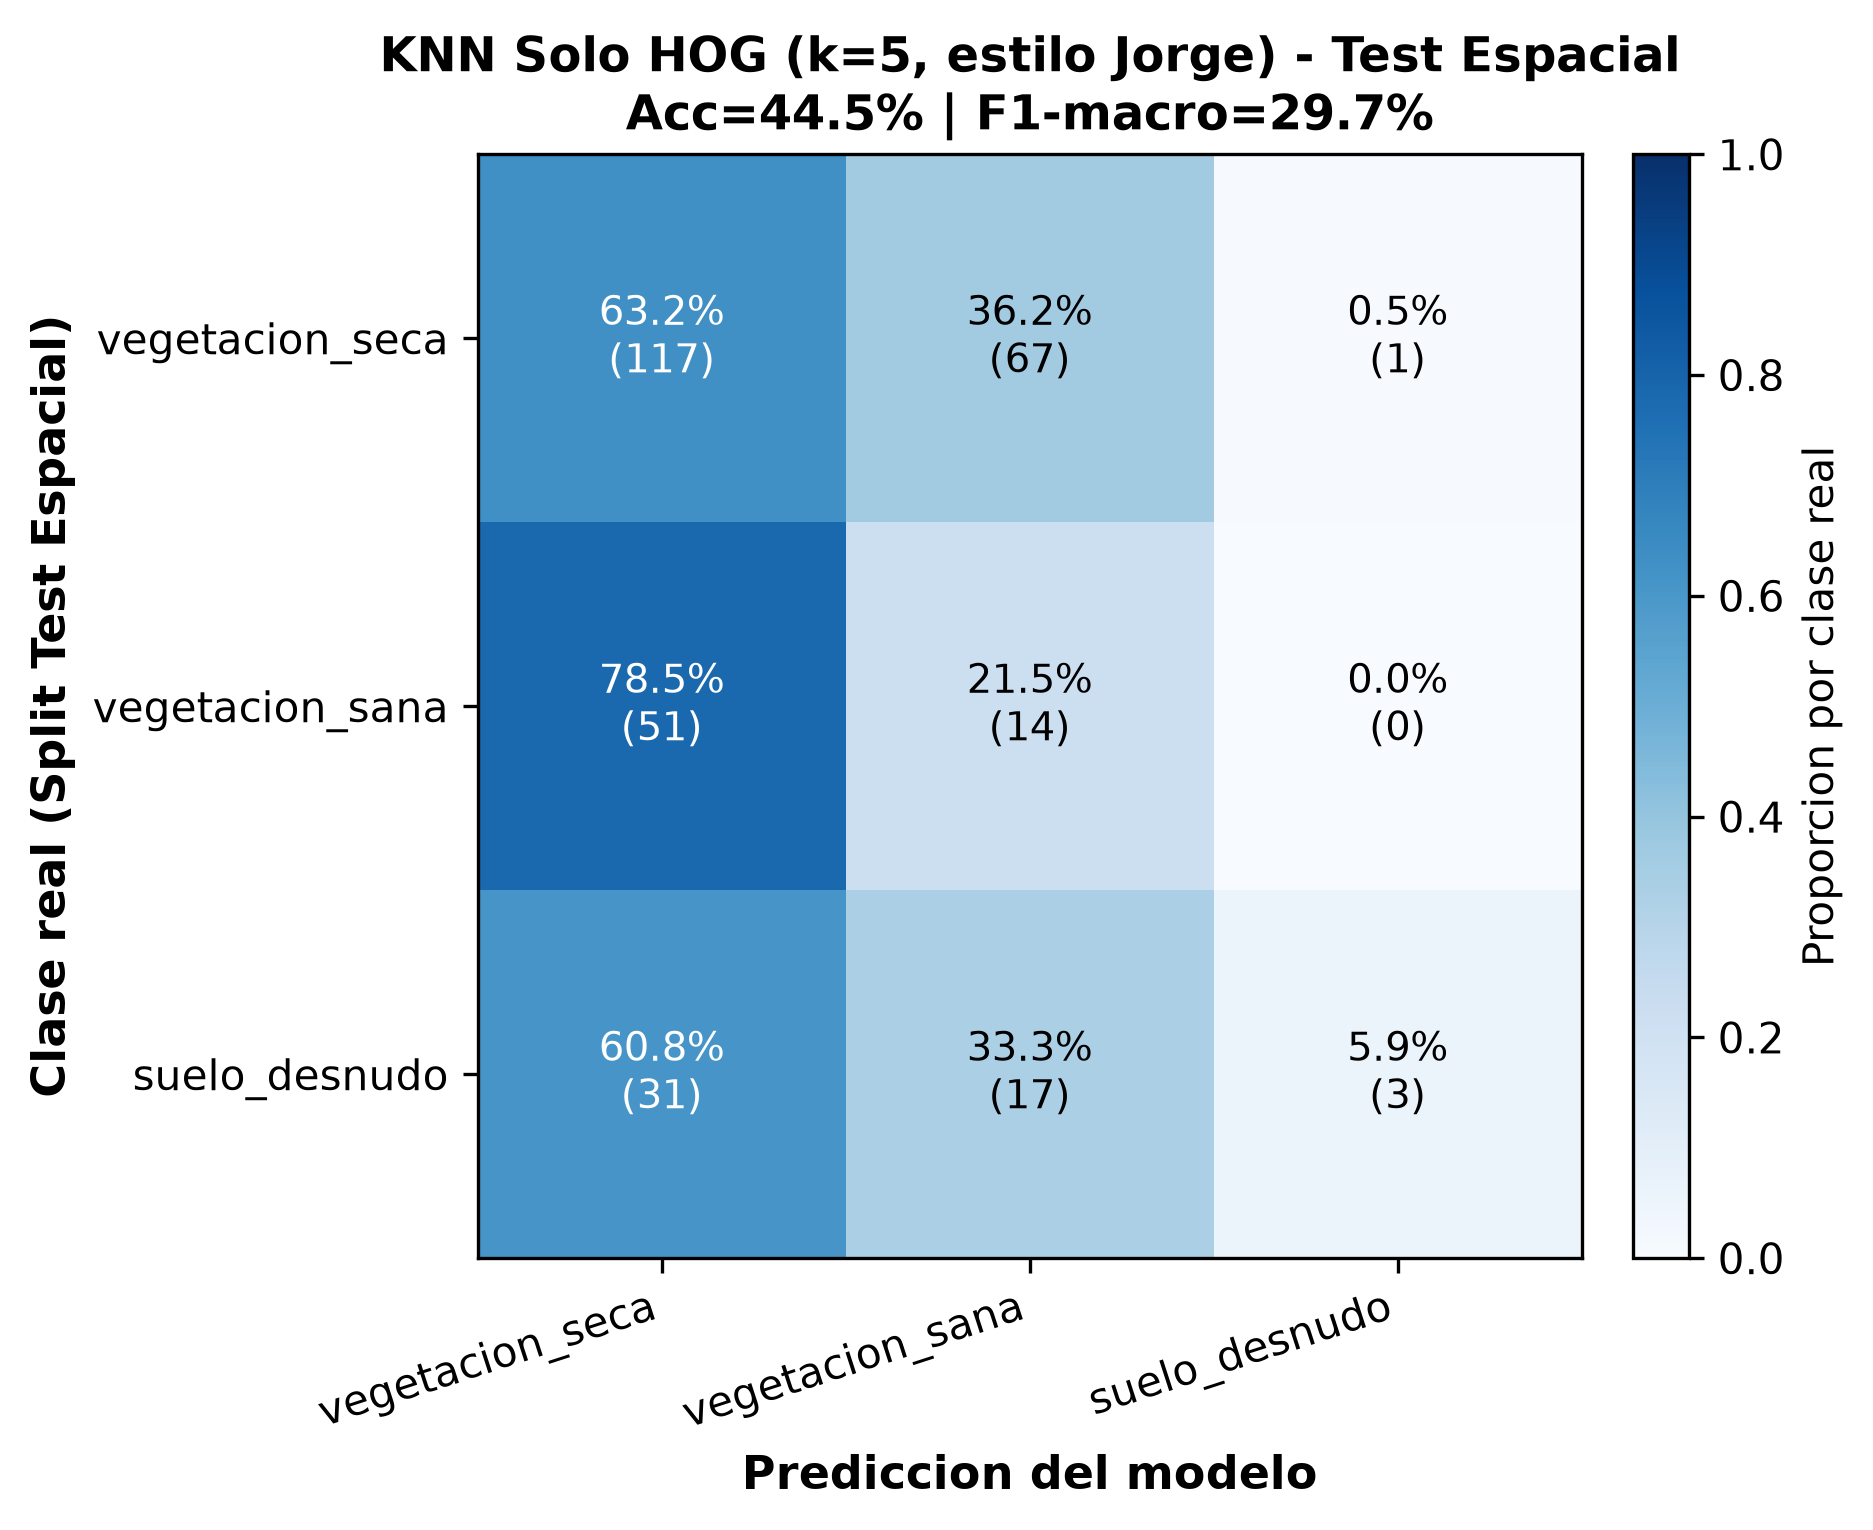 KNN Solo HOG (k=5, estilo Jorge) - Test Espacial
Acc=44.5% | F1-macro=29.7%
Clase real (Split Test Espacial)
vegetacion_seca
63.2%
(117)
36.2%
(67)
0.5%
(1)
vegetacion_sana
78.5%
(51)
21.5%
(14)
0.0%
(0)
suelo_desnudo
60.8%
(31)
33.3%
(17)
5.9%
(3)
vegetacion_seca
vegetacion_sana
suelo_desnudo
Prediccion del modelo
1.0
0.8
0.6
0.4
0.2
0.0
Proporcion por clase real